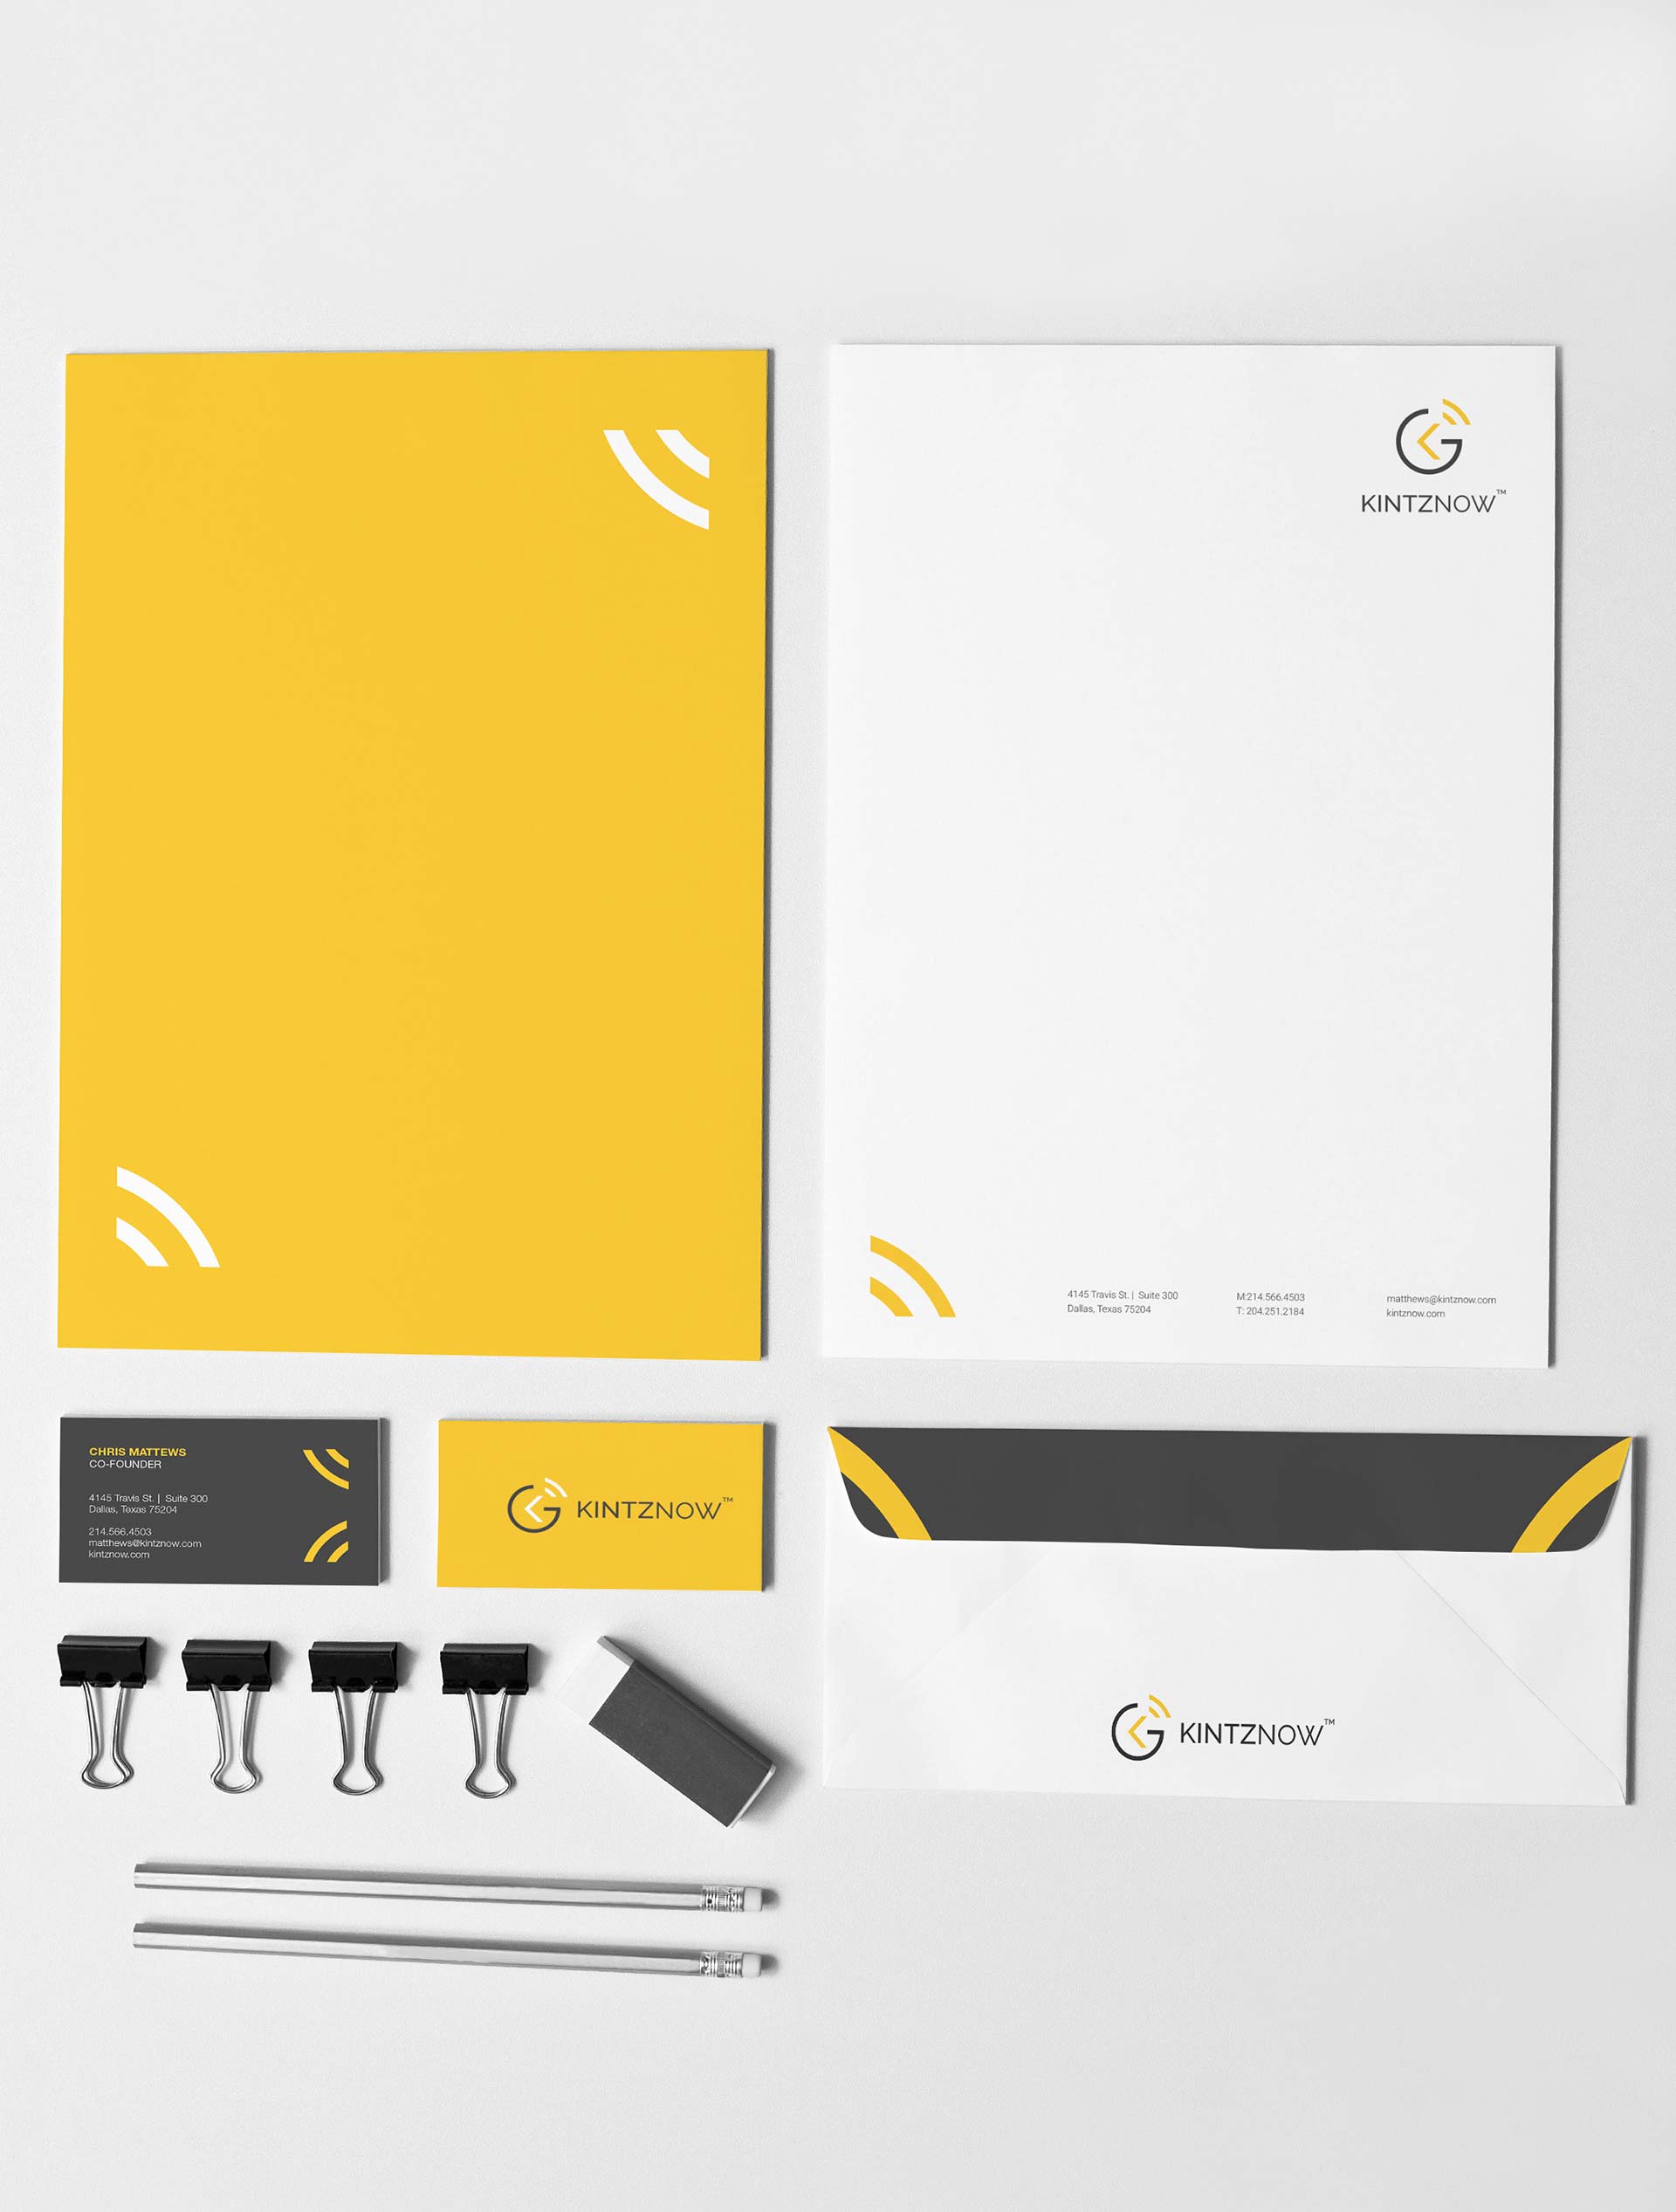 KINTZNOW™
4145 Travis St. | Suite 300
Dallas, Texas 75204
M:214.566.4503
T: 204.251.2184
matthews@kintznow.com
kintznow.com
CHRIS MATTEWS
CO-FOUNDER
4145 Travis St. | Suite 300
Dallas, Texas 75204
214.566.4503
matthews@kintznow.com
kintznow.com
KINTZNOW™
KINTZNOW™